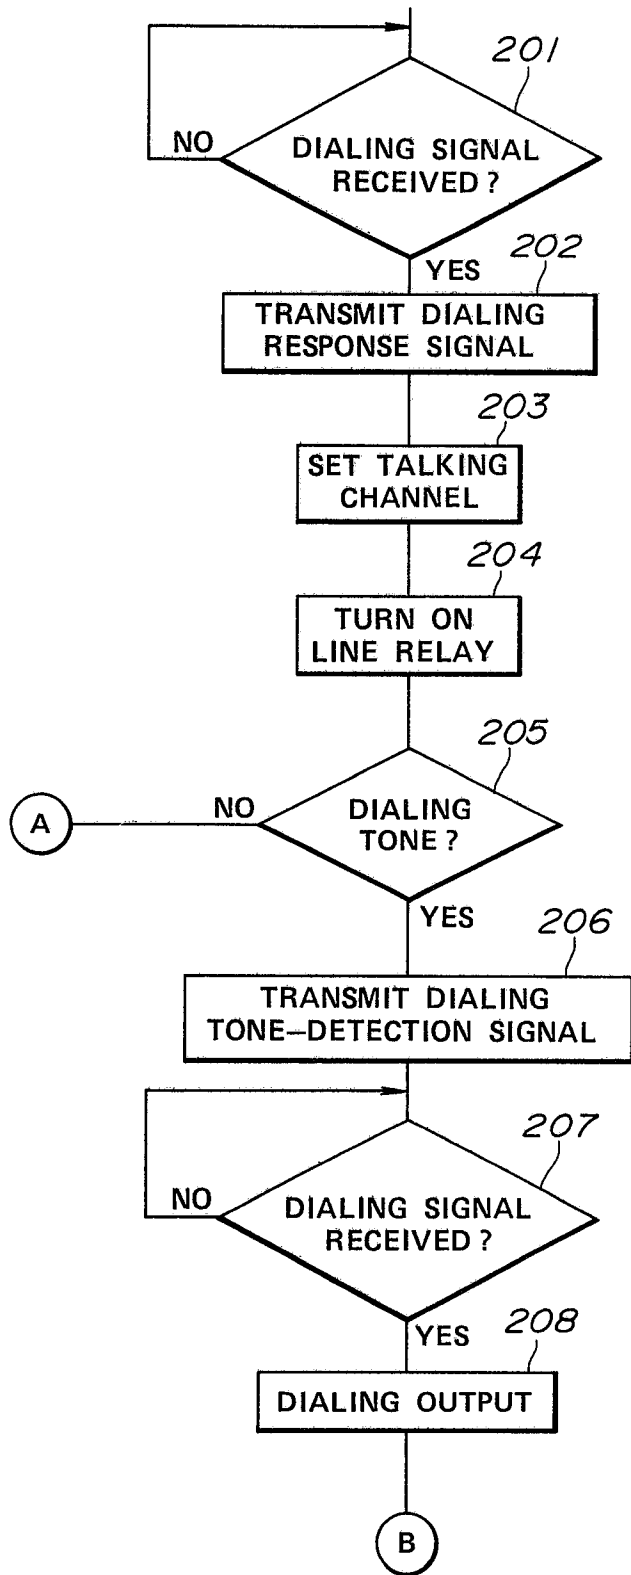 201
DIALING SIGNAL
RECEIVED?
NO
YES
202
TRANSMIT DIALING
RESPONSE SIGNAL
203
SET TALKING
CHANNEL
204
TURN ON
LINE RELAY
205
DIALING
TONE?
NO
A
YES
206
TRANSMIT DIALING
TONE–DETECTION SIGNAL
207
DIALING SIGNAL
RECEIVED?
NO
YES
208
DIALING OUTPUT
B